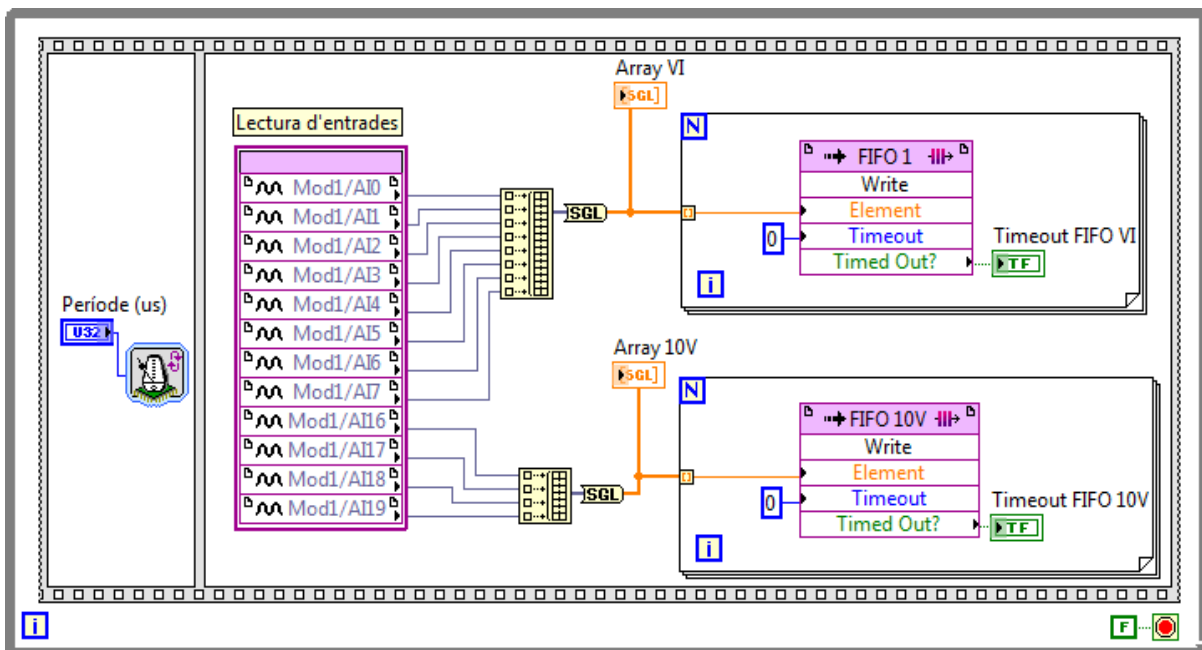 Array VI
SGL]
Lectura d'entrades
N
FIFO 1
Mod1/AI0
Write
Mod1/AI1
SGL
Element
Mod1/AI2
0
Timeout
Timeout FIFO VI
Mod1/AI3
Timed Out?
TF
Mod1/AI4
i
Període (us)
U32
Mod1/AI5
Mod1/AI6
Array 10V
SGL]
Mod1/AI7
N
Mod1/AI16
FIFO 10V
Mod1/AI17
Write
Mod1/AI18
SGL
Element
Mod1/AI19
0
Timeout
Timeout FIFO 10V
Timed Out?
TF
i
i
F